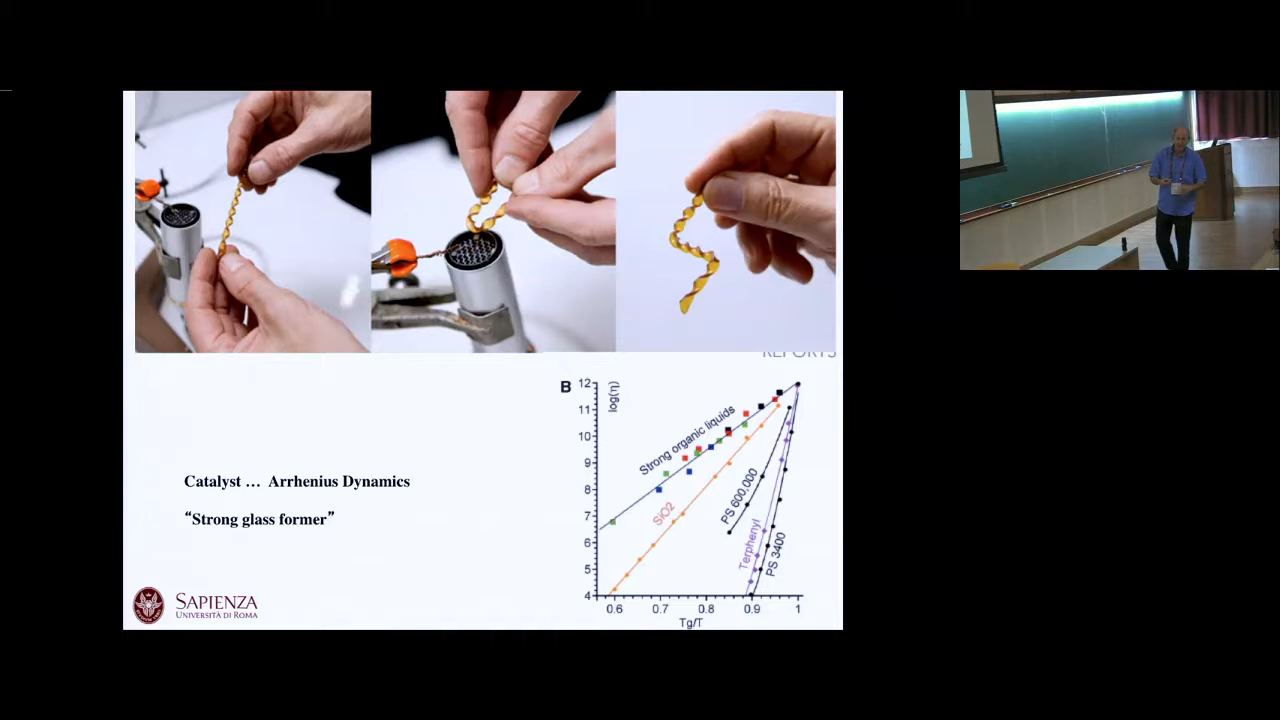 REPORTS
B
12
11
10
9
8
7
6
5
4
log(η)
Strong organic liquids
SiO2
PS 600,000
Terphenyl
PS 3400
0.6 0.7 0.8 0.9 1
Tg/T
Catalyst … Arrhenius Dynamics
“Strong glass former”
SAPIENZA
UNIVERSITÀ DI ROMA